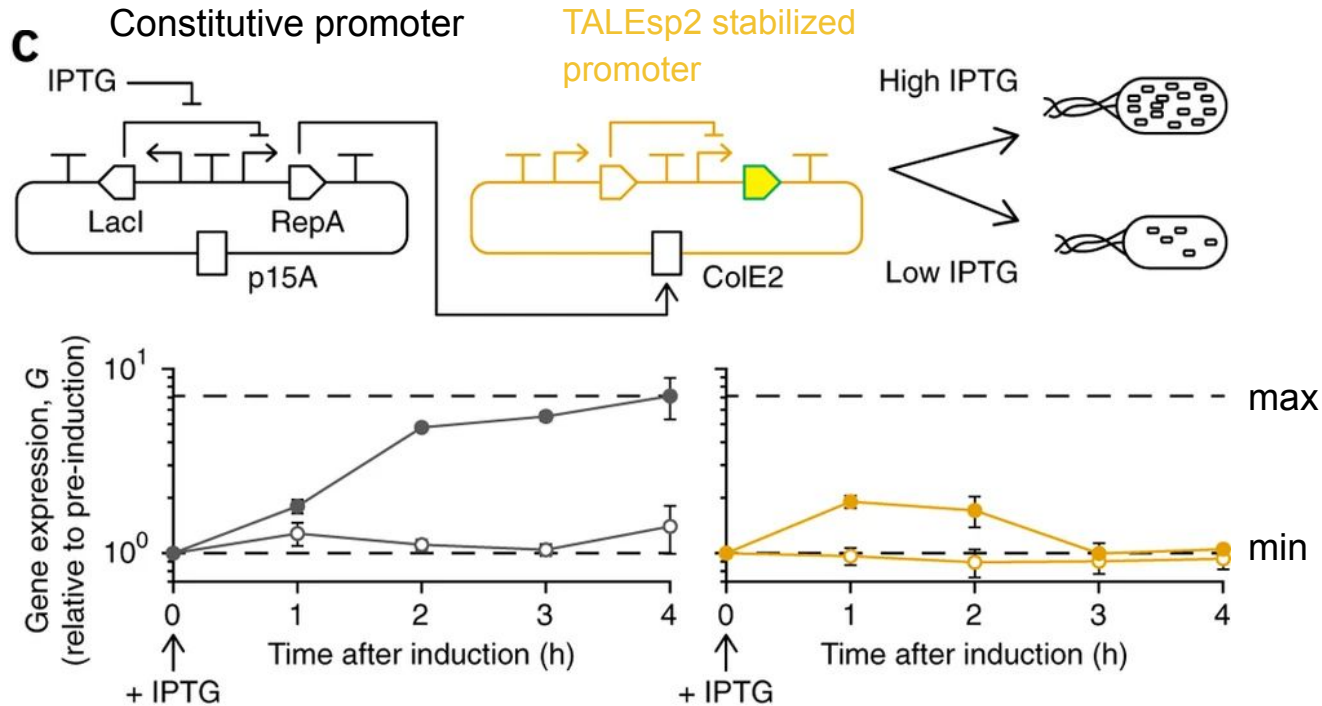 c
Constitutive promoter
TALEsp2 stabilized
promoter
IPTG
LacI
RepA
p15A
ColE2
High IPTG
Low IPTG
Gene expression, G
(relative to pre-induction)
10¹
10⁰
0 1 2 3 4
Time after induction (h)
+ IPTG
0 1 2 3 4
Time after induction (h)
+ IPTG
max
min